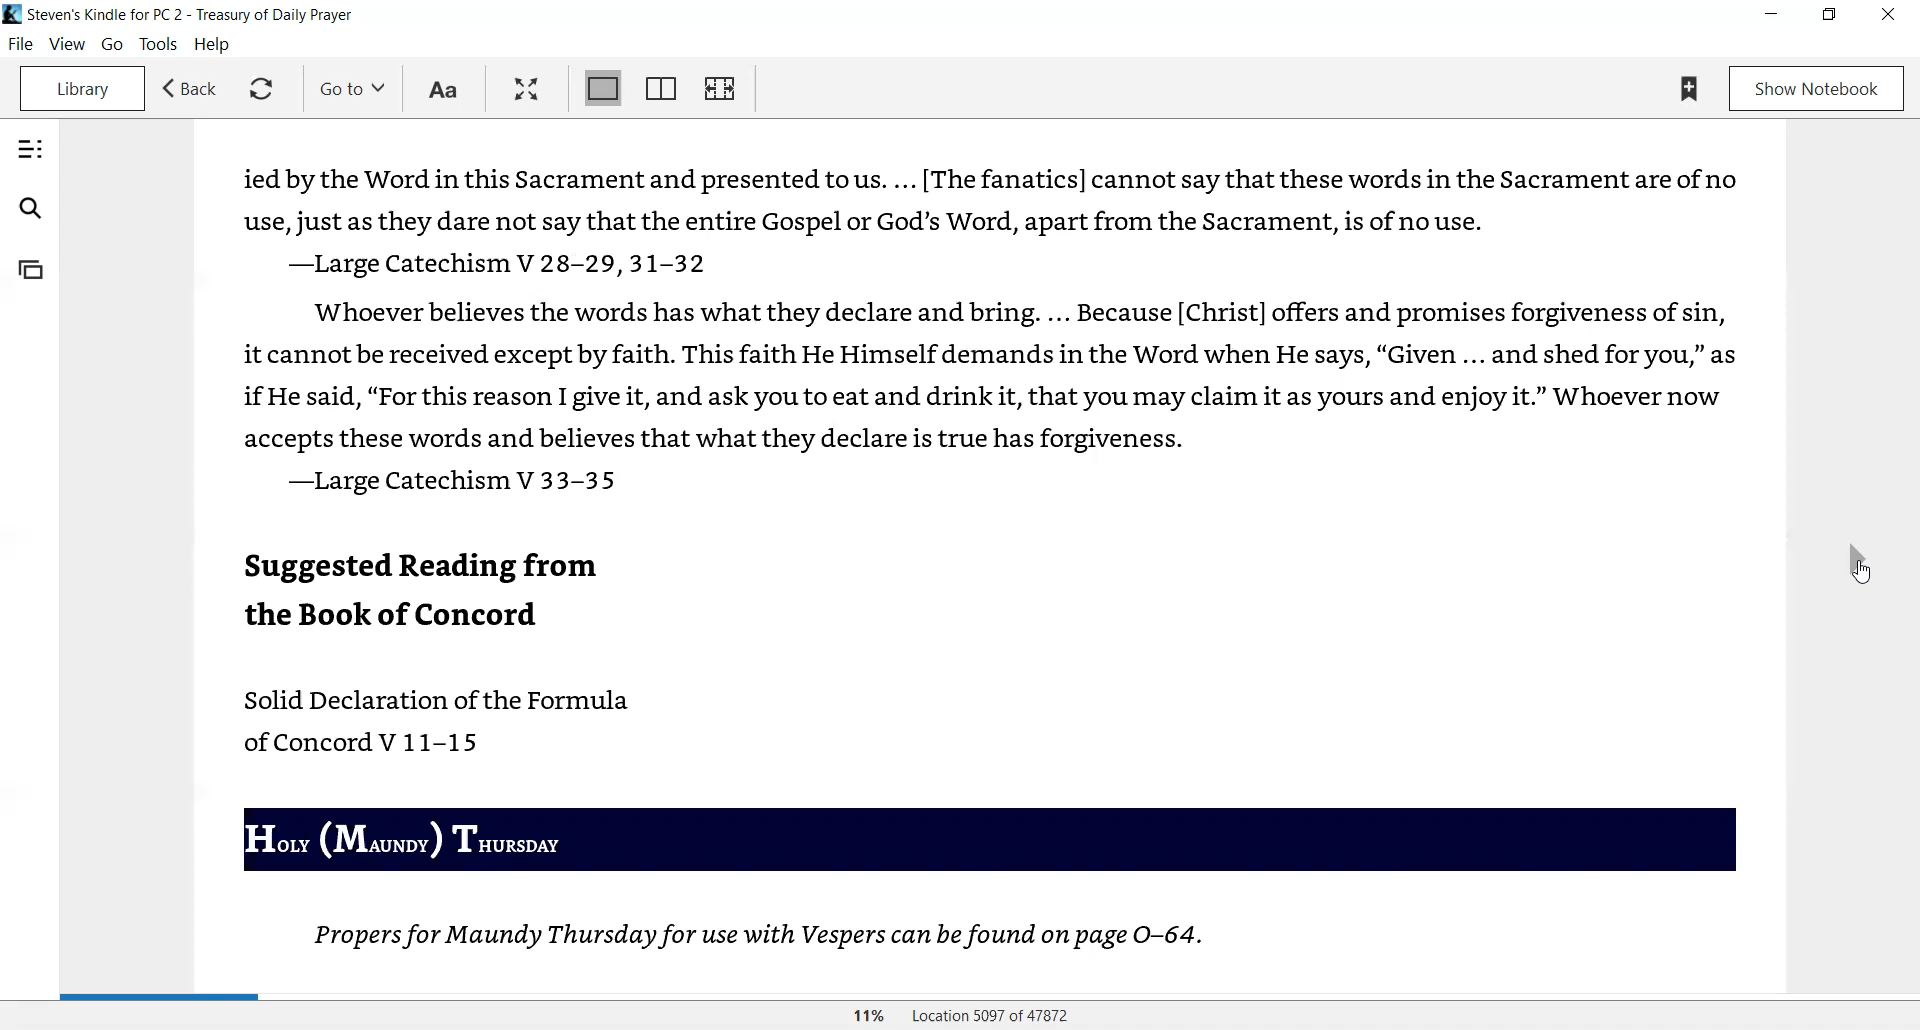 Steven's Kindle for PC 2 - Treasury of Daily Prayer
File View Go Tools Help
Library Back Go to Aa Show Notebook
ied by the Word in this Sacrament and presented to us. … [The fanatics] cannot say that these words in the Sacrament are of no
use, just as they dare not say that the entire Gospel or God’s Word, apart from the Sacrament, is of no use.
—Large Catechism V 28–29, 31–32
Whoever believes the words has what they declare and bring. … Because [Christ] offers and promises forgiveness of sin,
it cannot be received except by faith. This faith He Himself demands in the Word when He says, “Given … and shed for you,” as
if He said, “For this reason I give it, and ask you to eat and drink it, that you may claim it as yours and enjoy it.” Whoever now
accepts these words and believes that what they declare is true has forgiveness.
—Large Catechism V 33–35
Suggested Reading from
the Book of Concord
Solid Declaration of the Formula
of Concord V 11–15
Holy (Maundy) Thursday
Propers for Maundy Thursday for use with Vespers can be found on page O–64.
11% Location 5097 of 47872